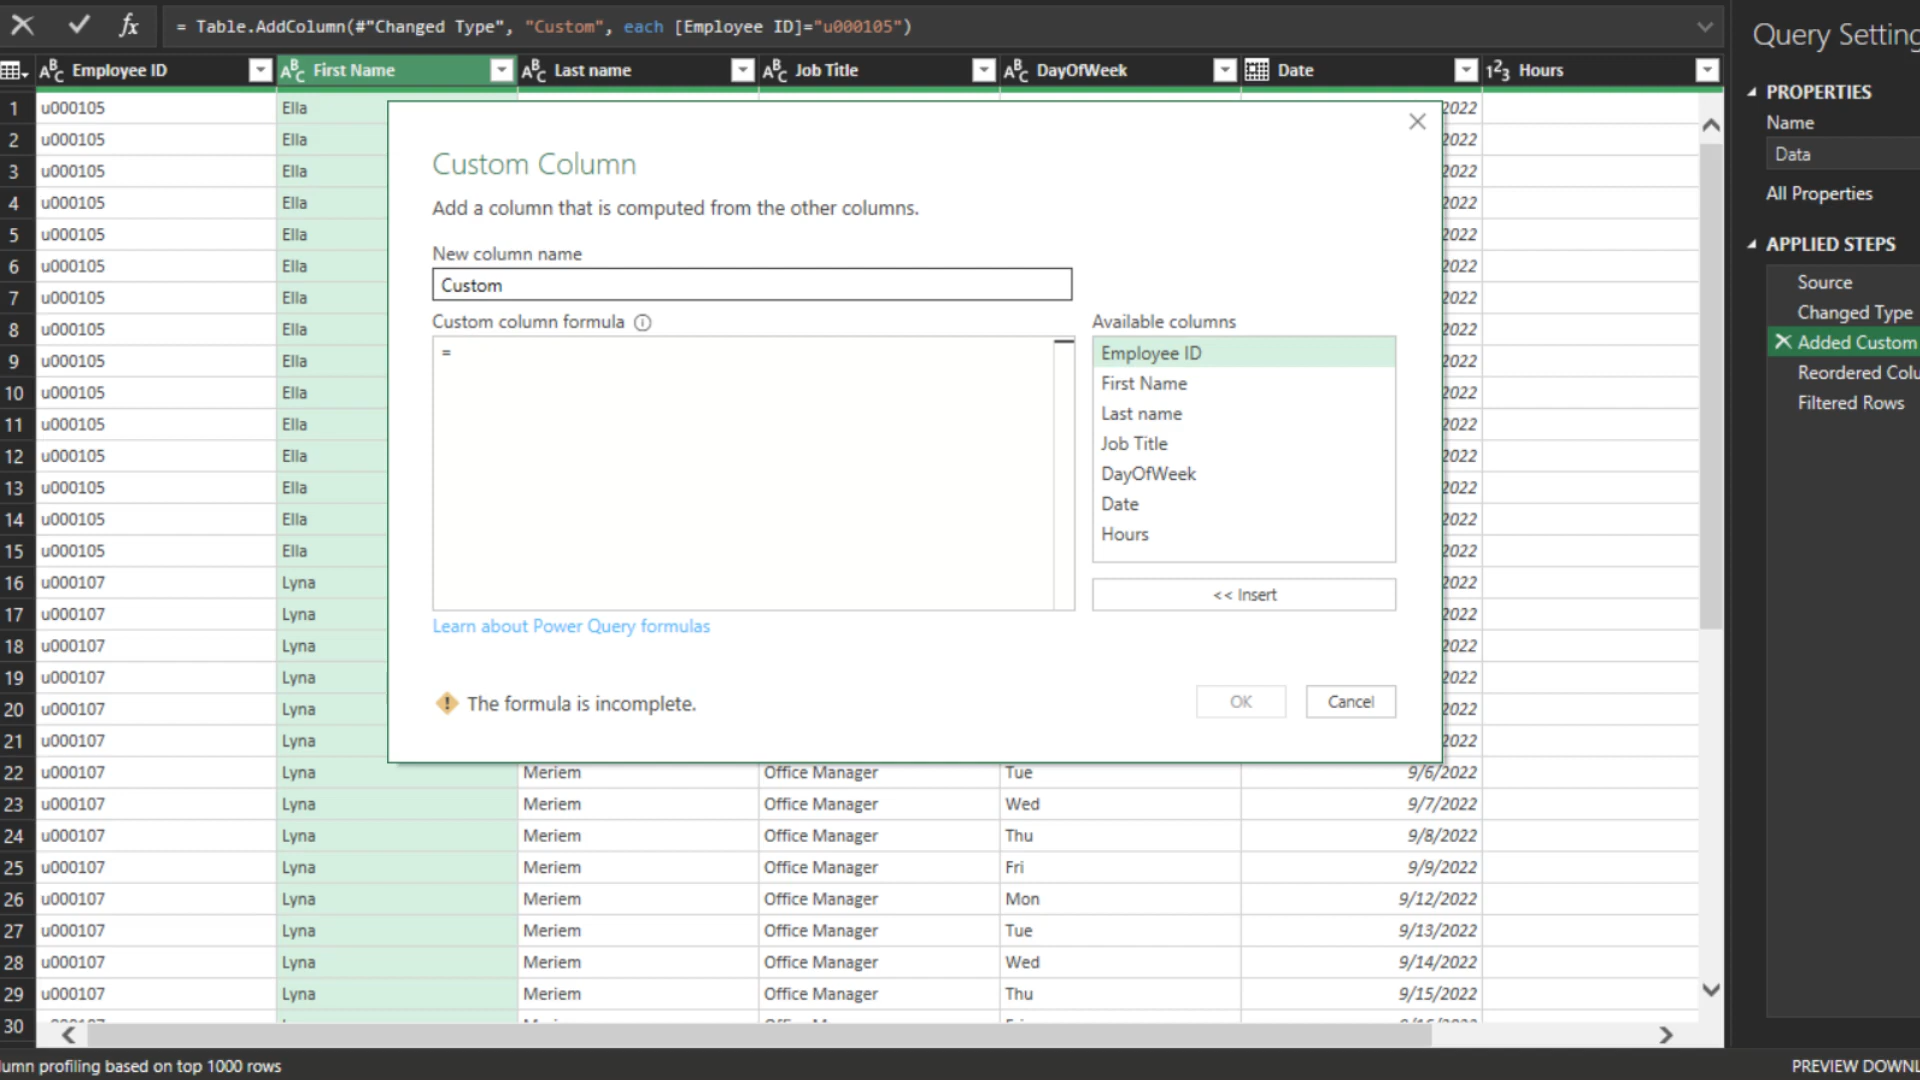 = Table.AddColumn(#"Changed Type", "Custom", each [Employee ID]="u000105")
Query Setting
Employee ID First Name Last name Job Title DayOfWeek Date Hours
PROPERTIES
Name
Data
All Properties
APPLIED STEPS
Source
Changed Type
Added Custom
Reordered Colu
Filtered Rows
1 u000105 Ella 2022
2 u000105 Ella 2022
3 u000105 Ella 2022
4 u000105 Ella 2022
5 u000105 Ella 2022
6 u000105 Ella 2022
7 u000105 Ella 2022
8 u000105 Ella 2022
9 u000105 Ella 2022
10 u000105 Ella 2022
11 u000105 Ella 2022
12 u000105 Ella 2022
13 u000105 Ella 2022
14 u000105 Ella 2022
15 u000105 Ella 2022
16 u000107 Lyna 2022
17 u000107 Lyna 2022
18 u000107 Lyna 2022
19 u000107 Lyna 2022
20 u000107 Lyna 2022
21 u000107 Lyna 2022
22 u000107 Lyna Meriem Office Manager Tue 9/6/2022
23 u000107 Lyna Meriem Office Manager Wed 9/7/2022
24 u000107 Lyna Meriem Office Manager Thu 9/8/2022
25 u000107 Lyna Meriem Office Manager Fri 9/9/2022
26 u000107 Lyna Meriem Office Manager Mon 9/12/2022
27 u000107 Lyna Meriem Office Manager Tue 9/13/2022
28 u000107 Lyna Meriem Office Manager Wed 9/14/2022
29 u000107 Lyna Meriem Office Manager Thu 9/15/2022
30
Custom Column
Add a column that is computed from the other columns.
New column name
Custom
Custom column formula
=
Available columns
Employee ID
First Name
Last name
Job Title
DayOfWeek
Date
Hours
<< Insert
Learn about Power Query formulas
The formula is incomplete.
OK Cancel
lumn profiling based on top 1000 rows
PREVIEW DOWNL